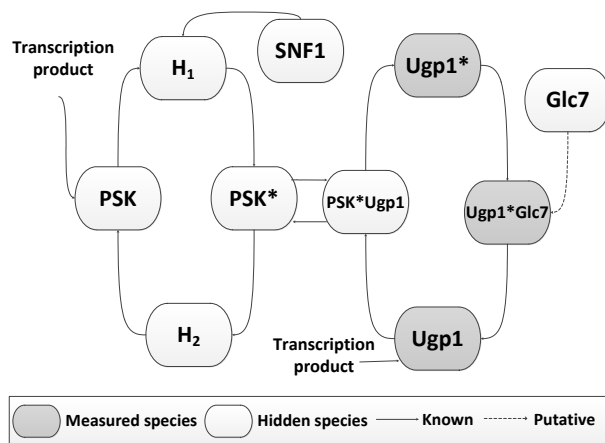 Transcription
product
H1
SNF1
Ugp1*
Glc7
PSK
PSK*
PSK*Ugp1
Ugp1*Glc7
H2
Transcription
product
Ugp1
Measured species
Hidden species
Known
Putative